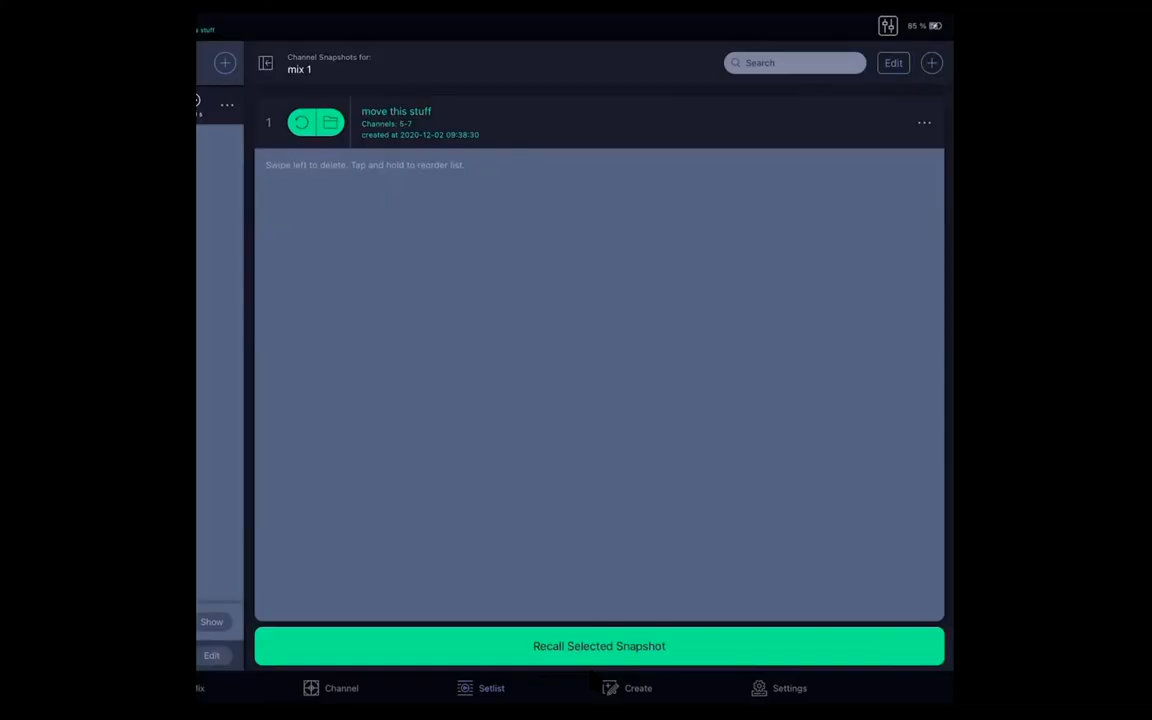 s stuff
85 %
Channel Snapshots for:
mix 1
Search
Edit
1
move this stuff
Channels: 5-7
created at 2020-12-02 09:38:30
Swipe left to delete. Tap and hold to reorder list.
Show
Edit
Recall Selected Snapshot
ix
Channel
Setlist
Create
Settings